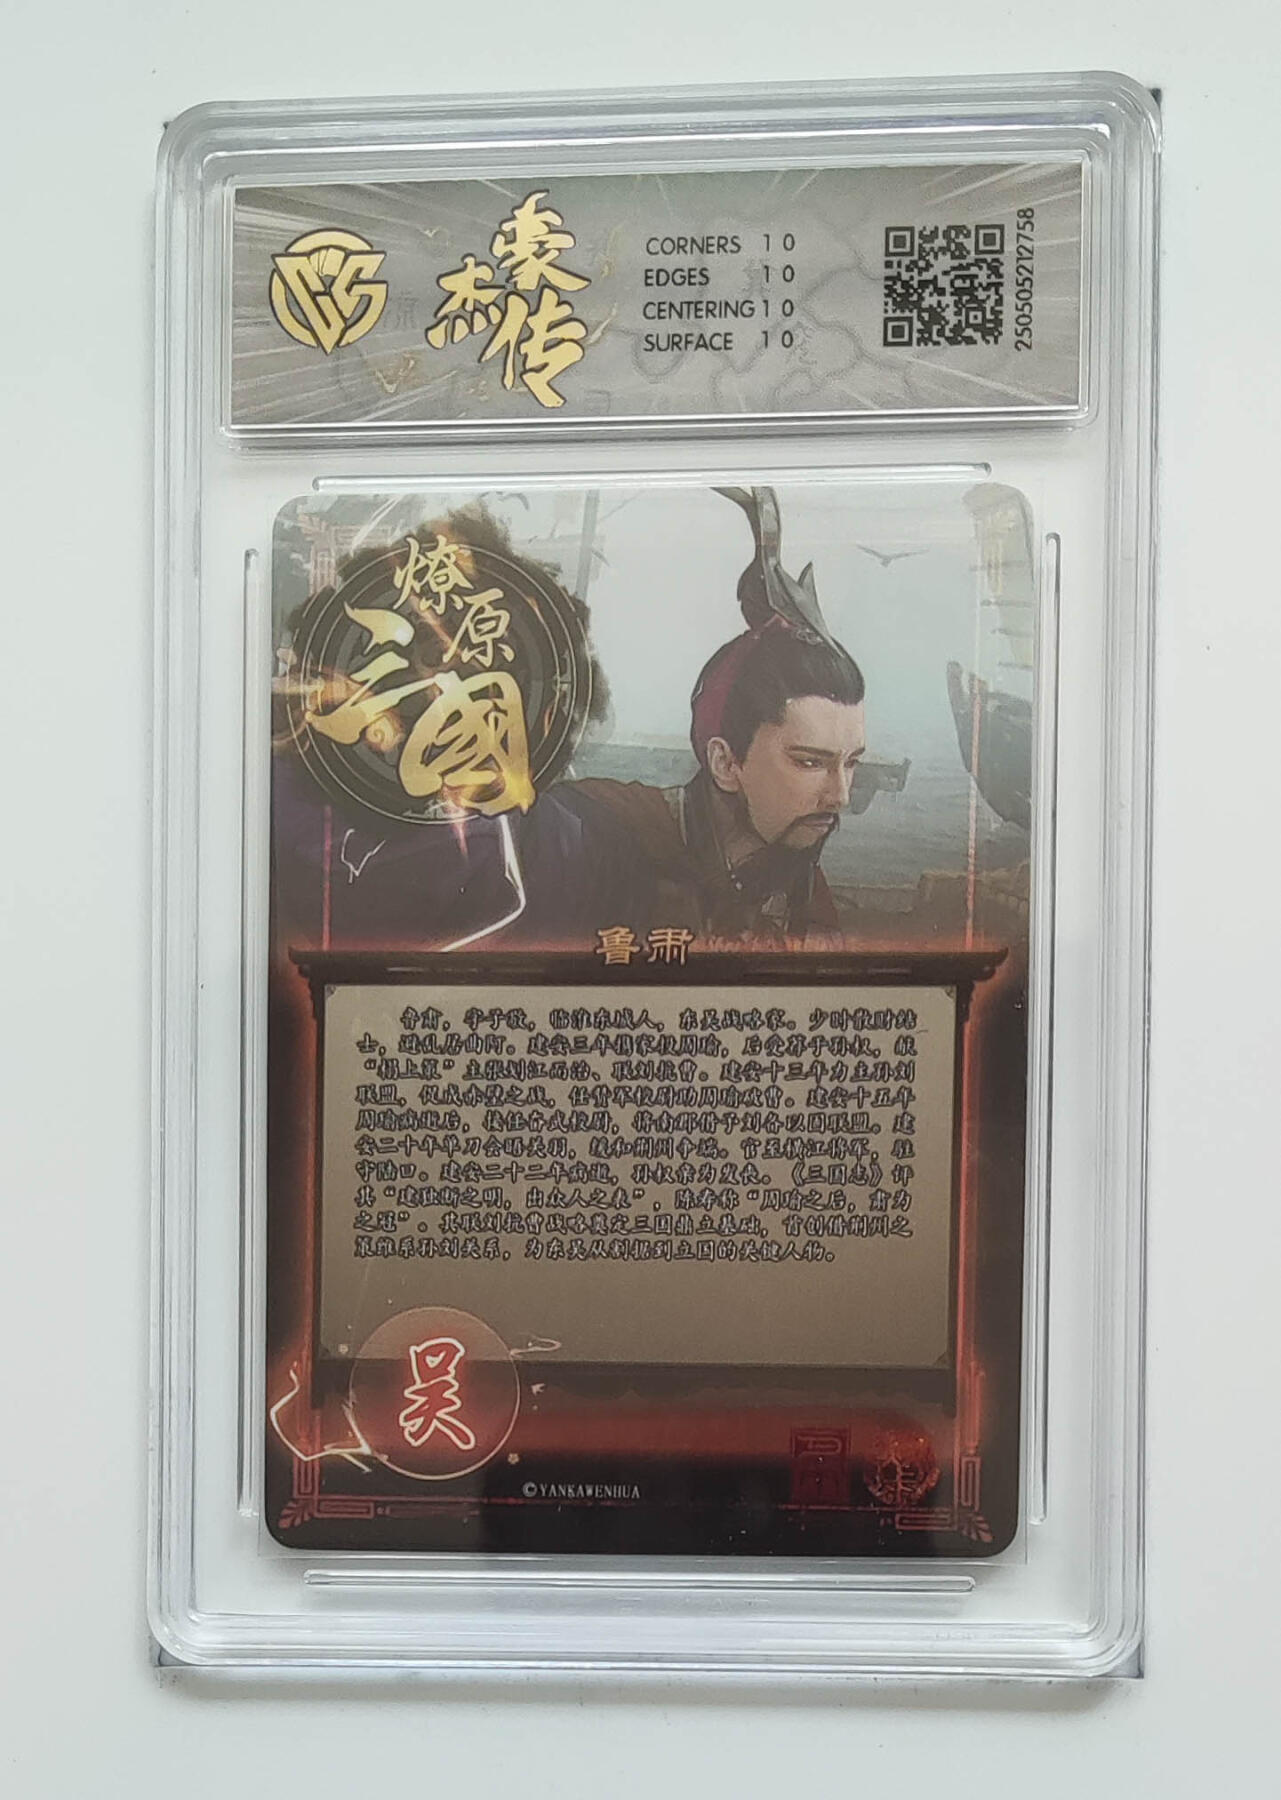 豪杰传
CORNERS 10
EDGES 10
CENTERING 10
SURFACE 10
250505212758
燎原
三國
鲁肃
鲁肃，字子敬，临淮东城人，东吴战略家。少时散财结
士，避乱居曲阿。建安三年携家投周瑜，后受荐于孙权，献
“榻上策”主张划江而治、联刘抗曹。建安十三年力主孙刘
联盟，促成赤壁之战，任赞军校尉助周瑜破曹。建安十五年
周瑜病逝后，接任奋武校尉，将南郡借予刘备以固联盟。建
安二十年单刀会晤关羽，缓和荆州争端。官至横江将军，驻
守陆口。建安二十二年病逝，孙权亲为发丧。《三国志》评
其“建独断之明，出众人之表”，陈寿称“周瑜之后，肃为
之冠”。其联刘抗曹战略奠定三国鼎立基础，首创借荆州之
策维系孙刘关系，为东吴从割据到立国的关键人物。
吴
©YANKAWENHUA